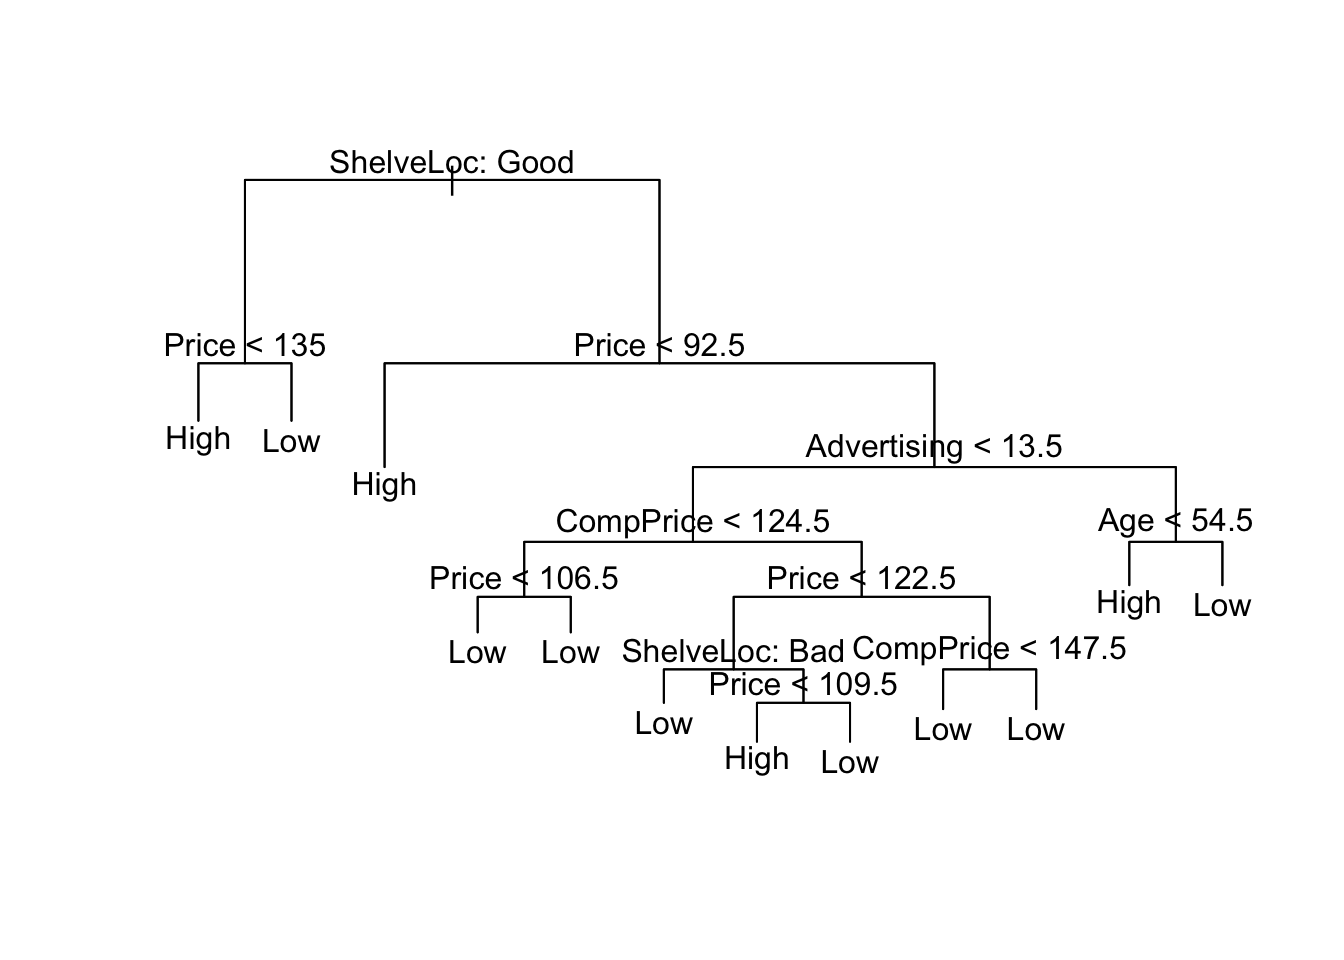 ShelveLoc: Good
Price < 135
Price < 92.5
High
Low
High
Advertising < 13.5
CompPrice < 124.5
Age < 54.5
Price < 106.5
Price < 122.5
High
Low
Low
Low
ShelveLoc: Bad
CompPrice < 147.5
Price < 109.5
Low
Low
Low
High
Low